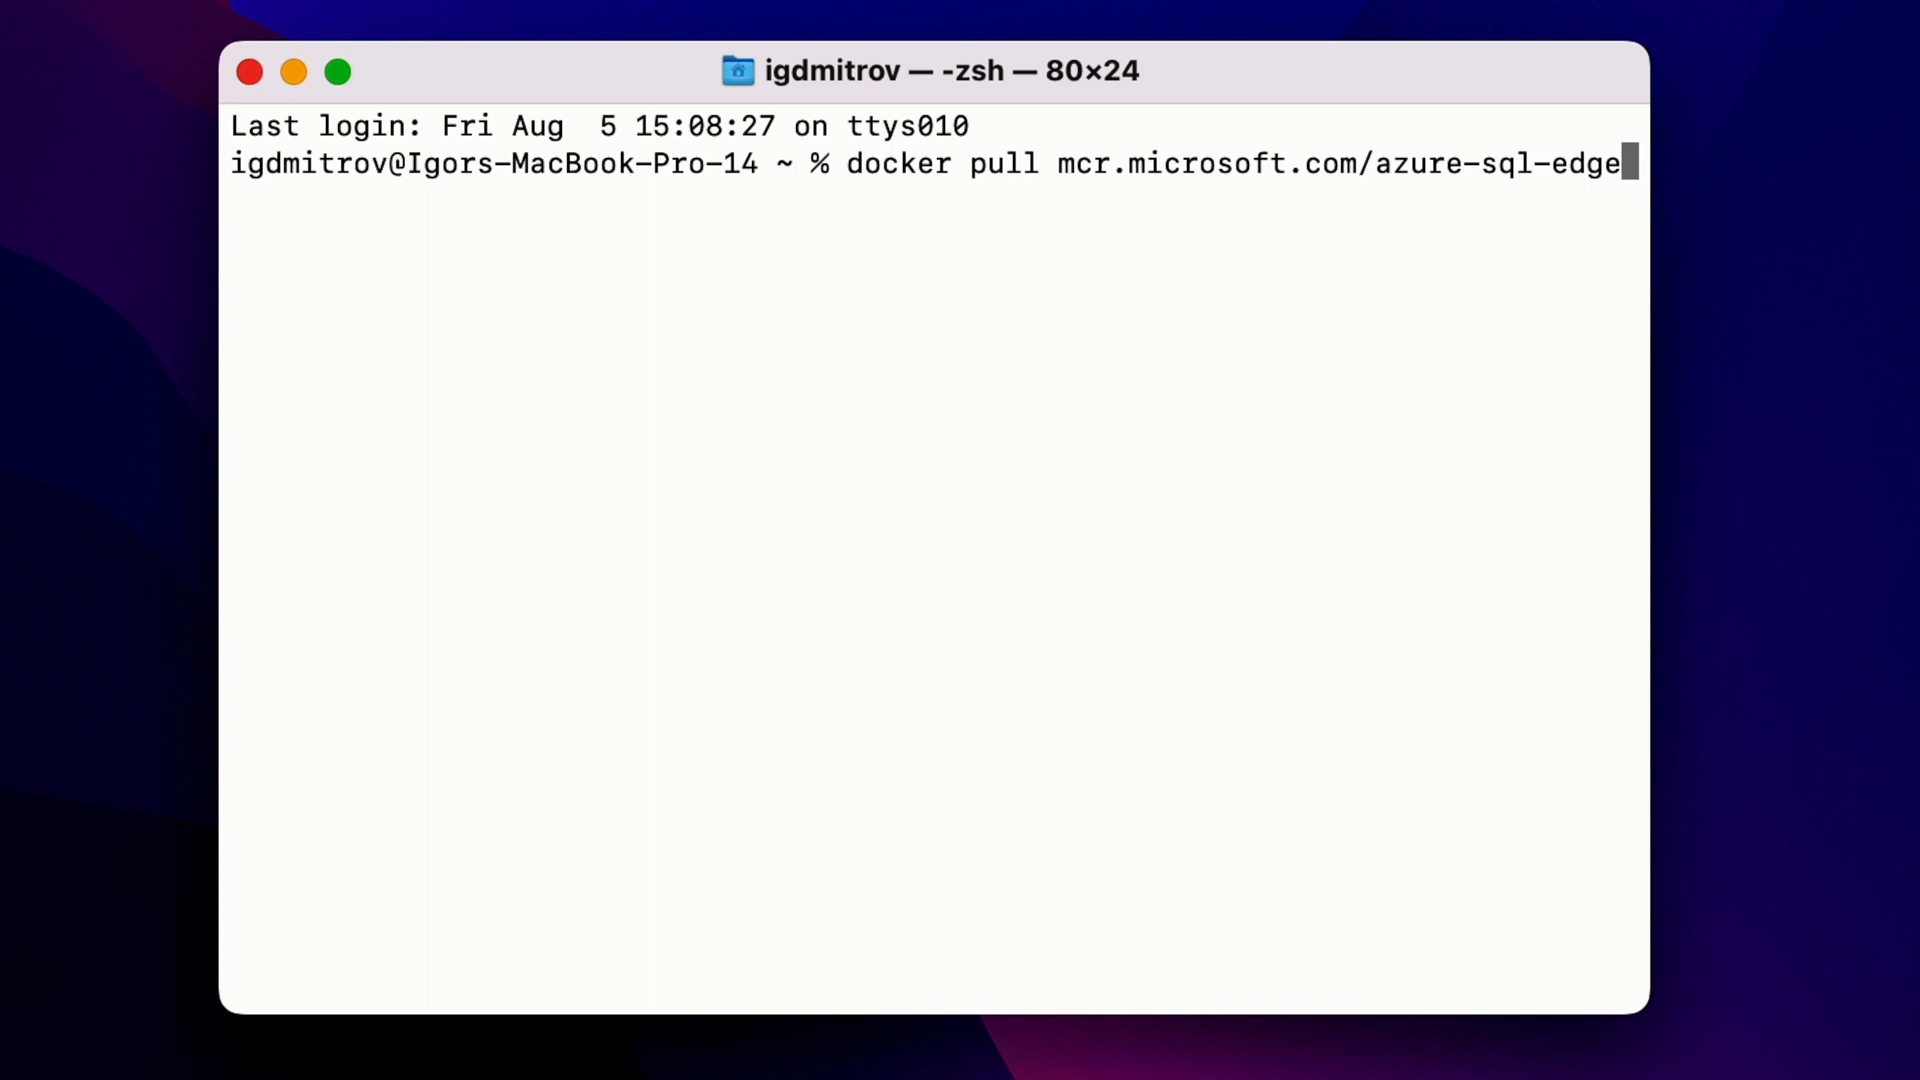 igdmitrov — -zsh — 80×24
Last login: Fri Aug  5 15:08:27 on ttys010
igdmitrov@Igors-MacBook-Pro-14 ~ % docker pull mcr.microsoft.com/azure-sql-edge